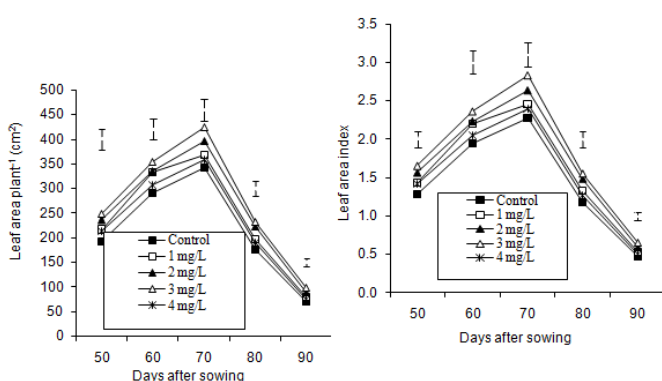 Leaf area plant⁻¹ (cm²)
500
450
400
350
300
250
200
150
100
50
0
Control
1 mg/L
2 mg/L
3 mg/L
4 mg/L
50 60 70 80 90
Days after sowing
Leaf area index
3.5
3.0
2.5
2.0
1.5
1.0
0.5
0.0
Control
1 mg/L
2 mg/L
3 mg/L
4 mg/L
50 60 70 80 90
Days after sowing